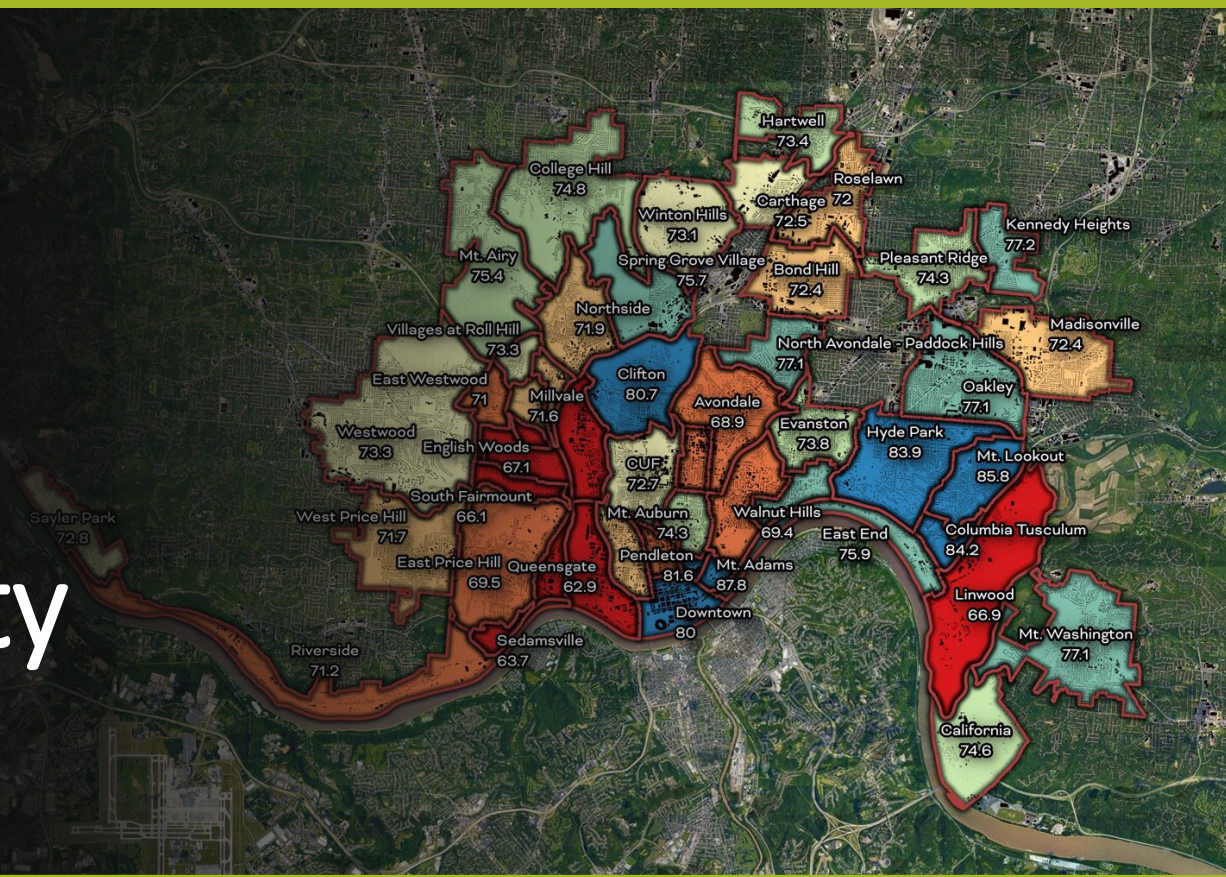 Hartwell
73.4
College Hill
74.8
Roselawn
72
Carthage
72.5
Winton Hills
73.1
Kennedy Heights
77.2
Mt. Airy
75.4
Spring Grove Village
75.7
Pleasant Ridge
74.3
Bond Hill
72.4
Northside
71.9
Villages at Roll Hill
73.3
Madisonville
72.4
North Avondale - Paddock Hills
77.1
East Westwood
71
Clifton
80.7
Oakley
77.1
Millvale
71.6
Avondale
68.9
Evanston
73.8
Hyde Park
83.9
Westwood
73.3
English Woods
67.1
Mt. Lookout
85.8
CUF
72.7
South Fairmount
66.1
Sayler Park
72.8
West Price Hill
71.7
Mt. Auburn
74.3
Walnut Hills
69.4
East End
75.9
Columbia Tusculum
84.2
East Price Hill
69.5
Queensgate
62.9
Pendleton
81.6
Mt. Adams
87.8
Linwood
66.9
Downtown
80
ty
Sedamsville
63.7
Mt. Washington
77.1
Riverside
71.2
California
74.6